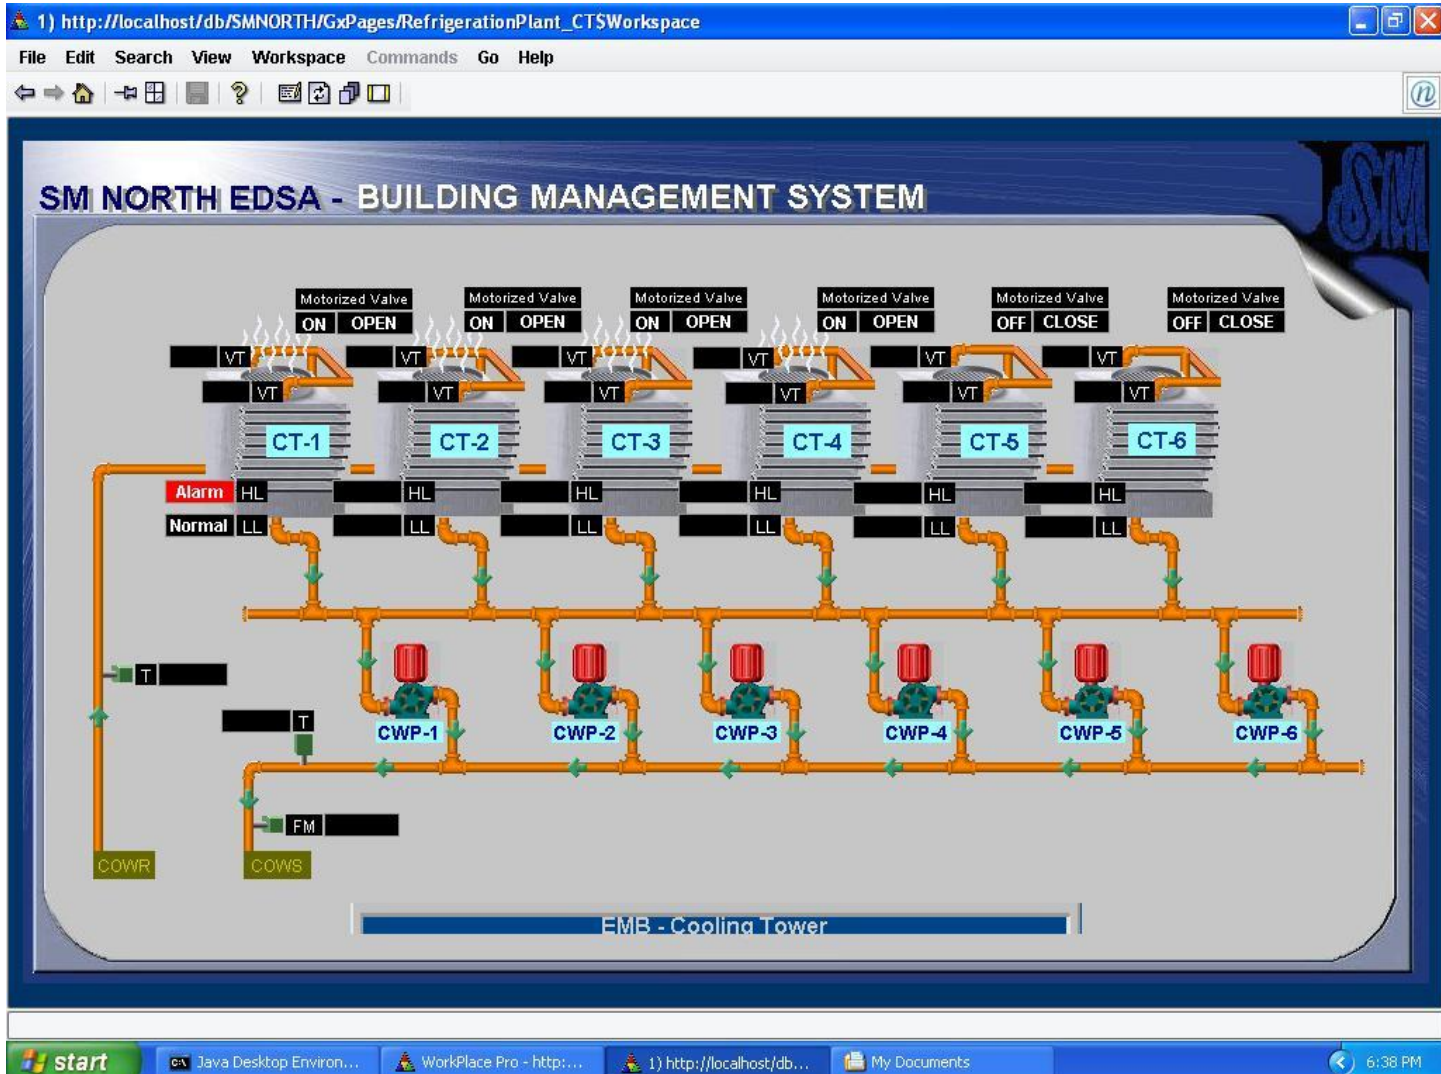 1) http://localhost/db/SMNORTH/GxPages/RefrigerationPlant_CT$Workspace
File Edit Search View Workspace Commands Go Help
SM
SM NORTH EDSA - BUILDING MANAGEMENT SYSTEM
Motorized Valve Motorized Valve Motorized Valve Motorized Valve Motorized Valve Motorized Valve
ON OPEN ON OPEN ON OPEN ON OPEN OFF CLOSE OFF CLOSE
VT VT VT VT VT VT
VT VT VT VT VT VT
CT-1 CT-2 CT-3 CT-4 CT-5 CT-6
Alarm HL HL HL HL HL HL
Normal LL LL LL LL LL LL
T
T
CWP-1 CWP-2 CWP-3 CWP-4 CWP-5 CWP-6
FM
COWR COWS
EMB - Cooling Tower
start Java Desktop Environ... WorkPlace Pro - http:... 1) http://localhost/db... My Documents 6:38 PM